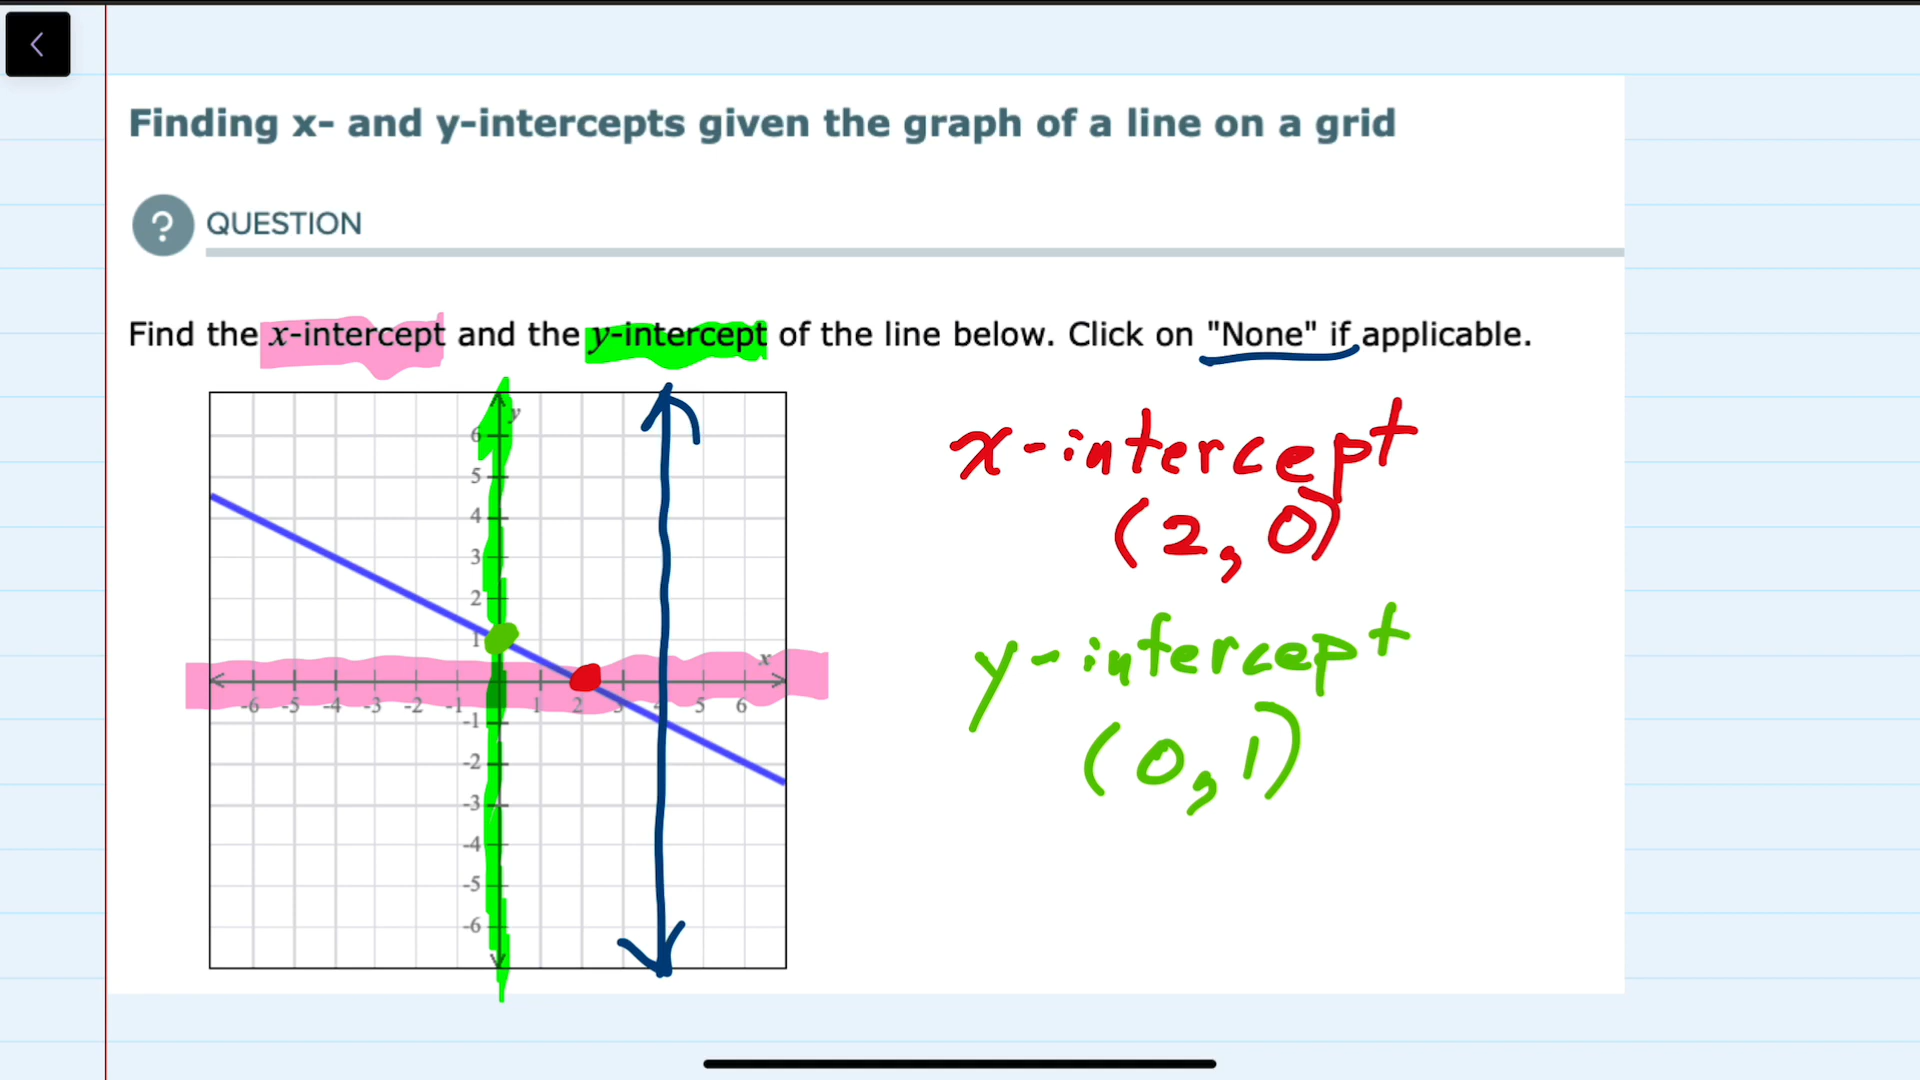 Finding x- and y-intercepts given the graph of a line on a grid
?
QUESTION
Find the x-intercept and the y-intercept of the line below. Click on "None" if applicable.
y
6
5
4
3
2
1
x
-6 -5 -4 -3 -2 -1 1 2 3 5 6
-1
-2
-3
-4
-5
-6
x-intercept
(2, 0)
y-intercept
(0, 1)